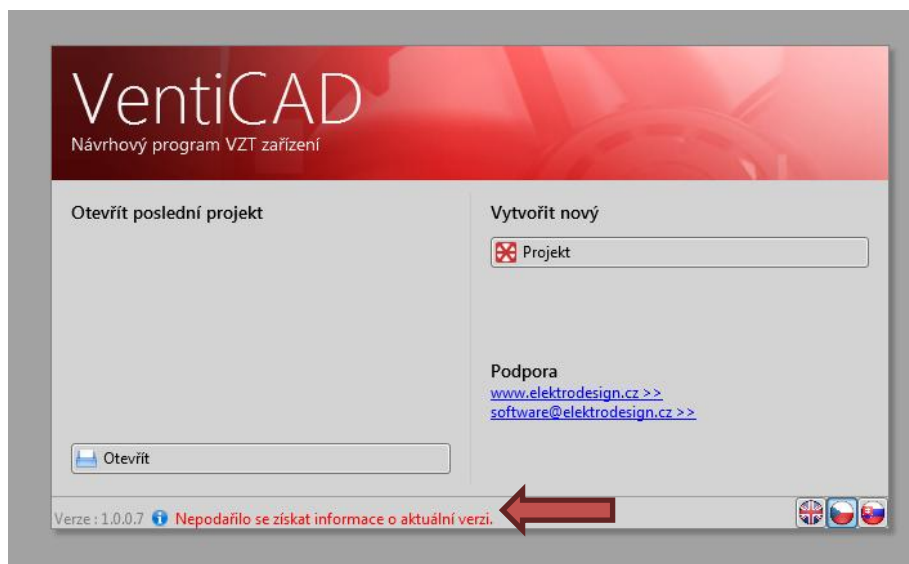 VentiCAD
Návrhový program VZT zařízení
Otevřít poslední projekt
Vytvořit nový
Projekt
Podpora
www.elektrodesign.cz >>
software@elektrodesign.cz >>
Otevřít
Verze : 1.0.0.7 Nepodařilo se získat informace o aktuální verzi.